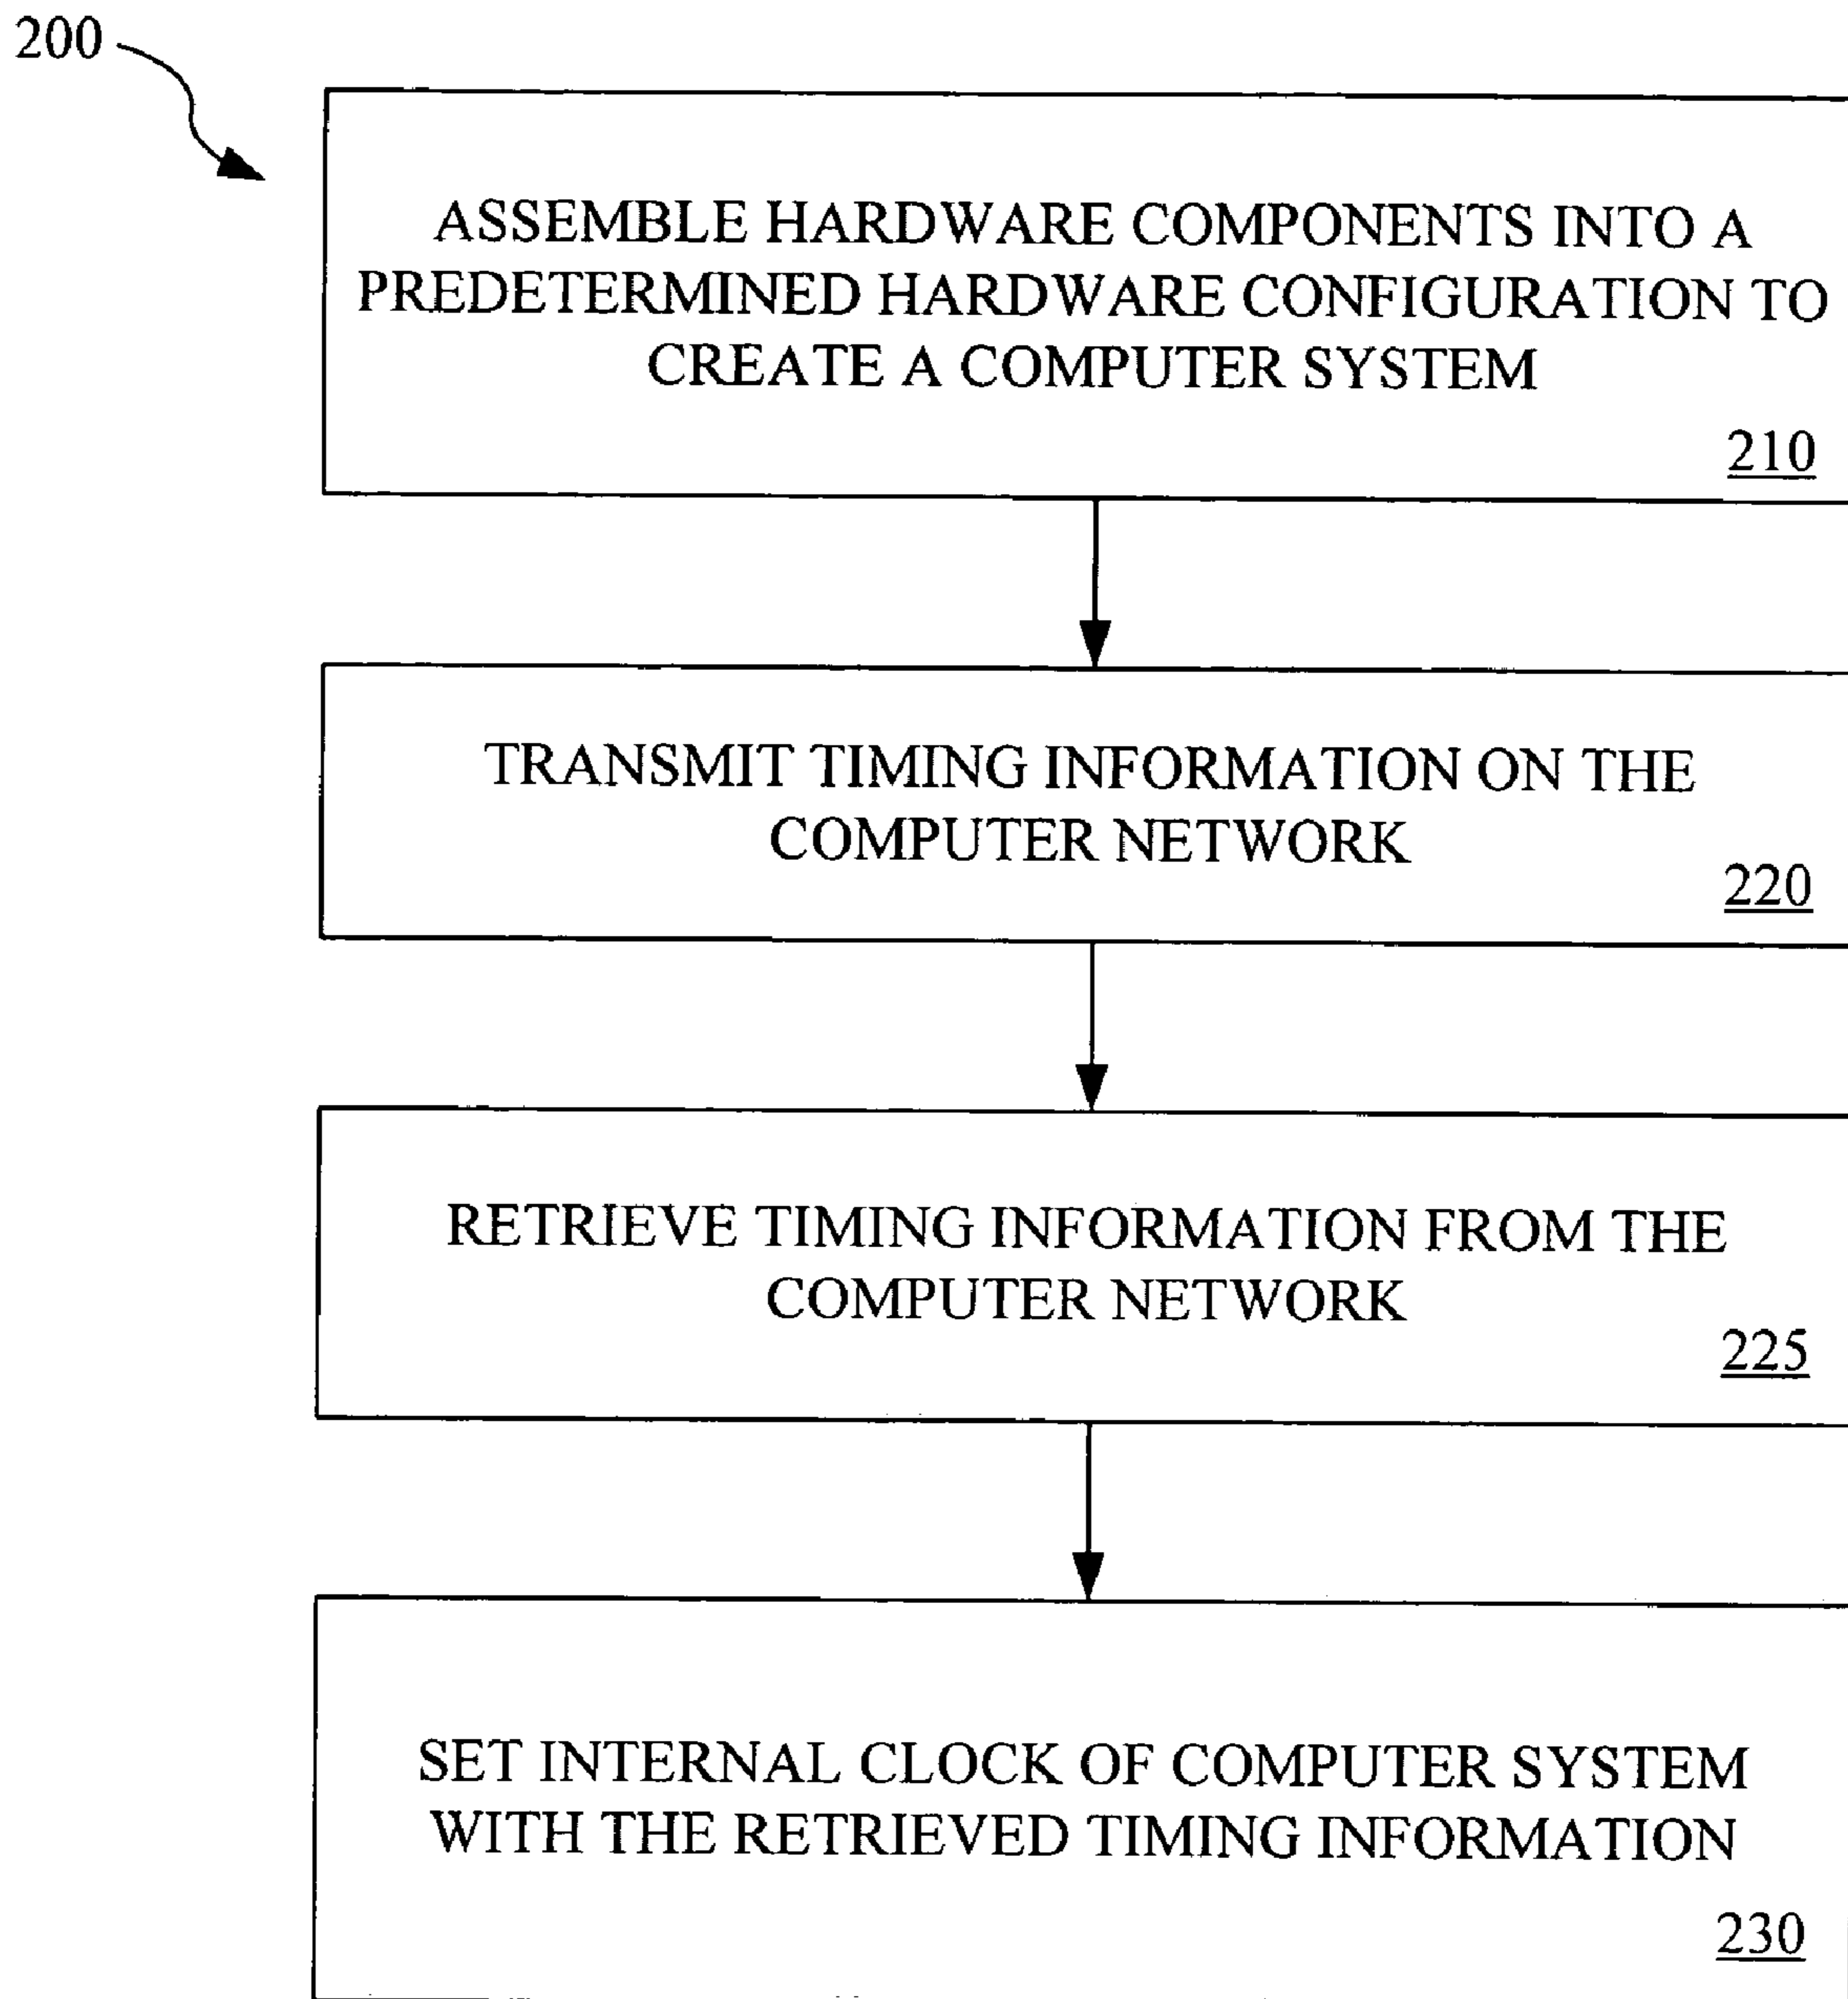 200
ASSEMBLE HARDWARE COMPONENTS INTO A
PREDETERMINED HARDWARE CONFIGURATION TO
CREATE A COMPUTER SYSTEM
210
TRANSMIT TIMING INFORMATION ON THE
COMPUTER NETWORK
220
RETRIEVE TIMING INFORMATION FROM THE
COMPUTER NETWORK
225
SET INTERNAL CLOCK OF COMPUTER SYSTEM
WITH THE RETRIEVED TIMING INFORMATION
230